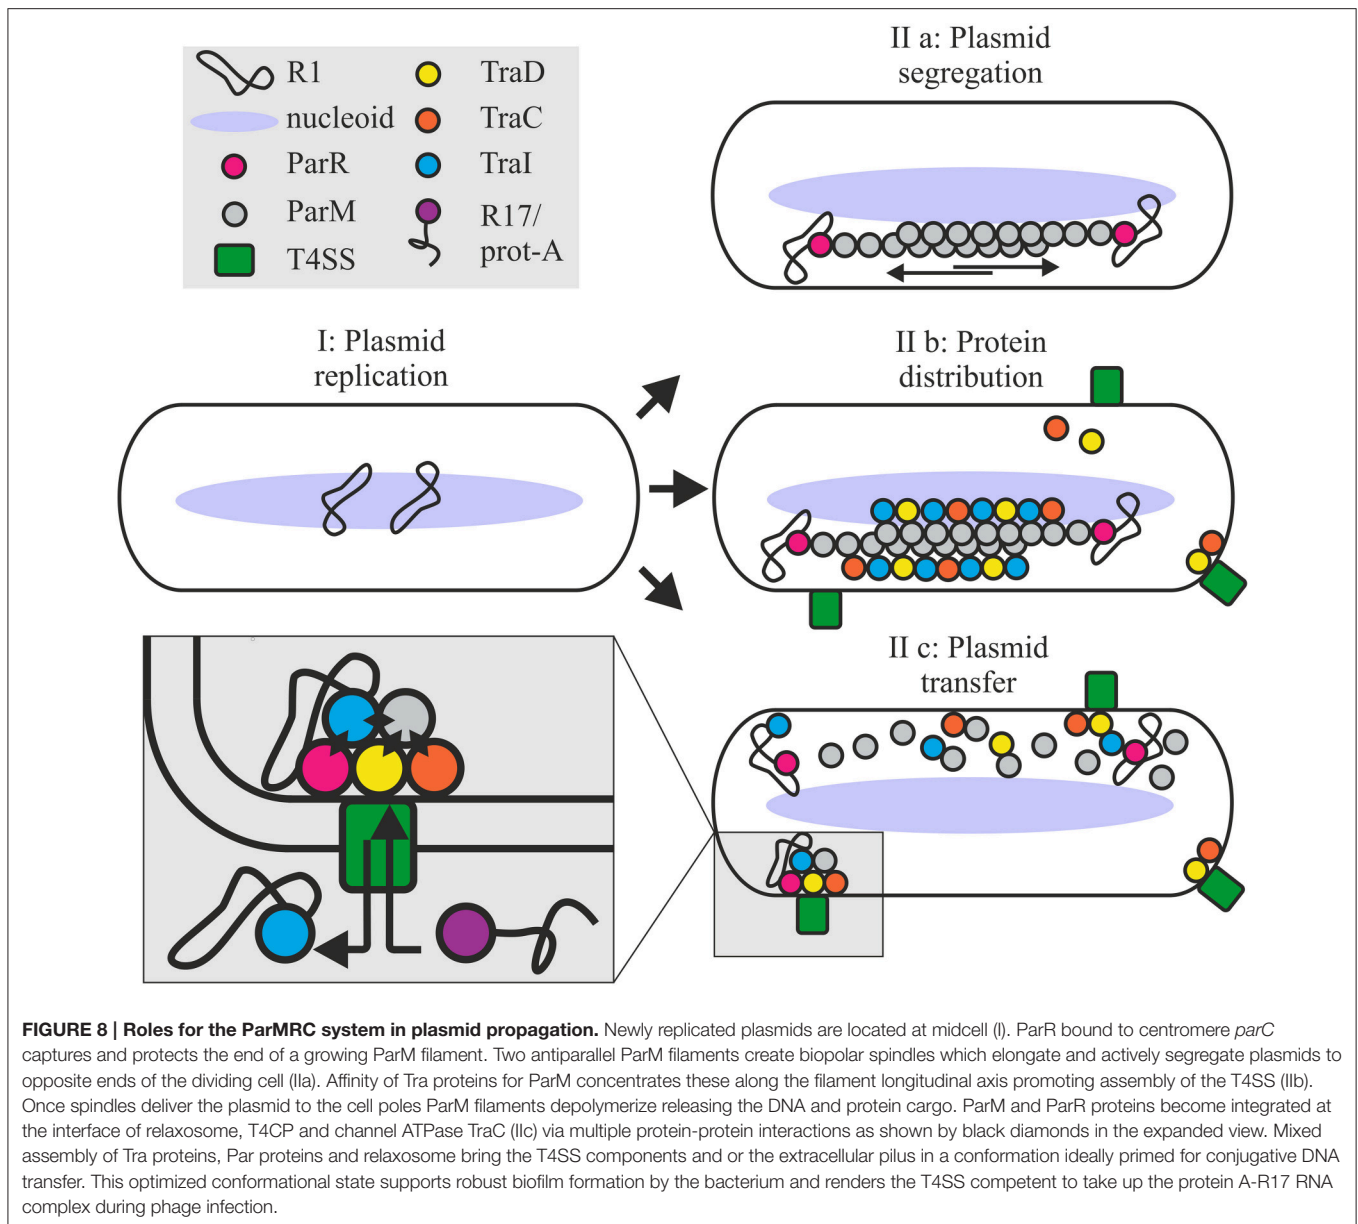 R1
nucleoid
ParR
ParM
T4SS
TraD
TraC
TraI
R17/
prot-A
II a: Plasmid
segregation
I: Plasmid
replication
II b: Protein
distribution
II c: Plasmid
transfer
FIGURE 8 | Roles for the ParMRC system in plasmid propagation. Newly replicated plasmids are located at midcell (I). ParR bound to centromere parC
captures and protects the end of a growing ParM filament. Two antiparallel ParM filaments create biopolar spindles which elongate and actively segregate plasmids to
opposite ends of the dividing cell (IIa). Affinity of Tra proteins for ParM concentrates these along the filament longitudinal axis promoting assembly of the T4SS (IIb).
Once spindles deliver the plasmid to the cell poles ParM filaments depolymerize releasing the DNA and protein cargo. ParM and ParR proteins become integrated at
the interface of relaxosome, T4CP and channel ATPase TraC (IIc) via multiple protein-protein interactions as shown by black diamonds in the expanded view. Mixed
assembly of Tra proteins, Par proteins and relaxosome bring the T4SS components and or the extracellular pilus in a conformation ideally primed for conjugative DNA
transfer. This optimized conformational state supports robust biofilm formation by the bacterium and renders the T4SS competent to take up the protein A-R17 RNA
complex during phage infection.